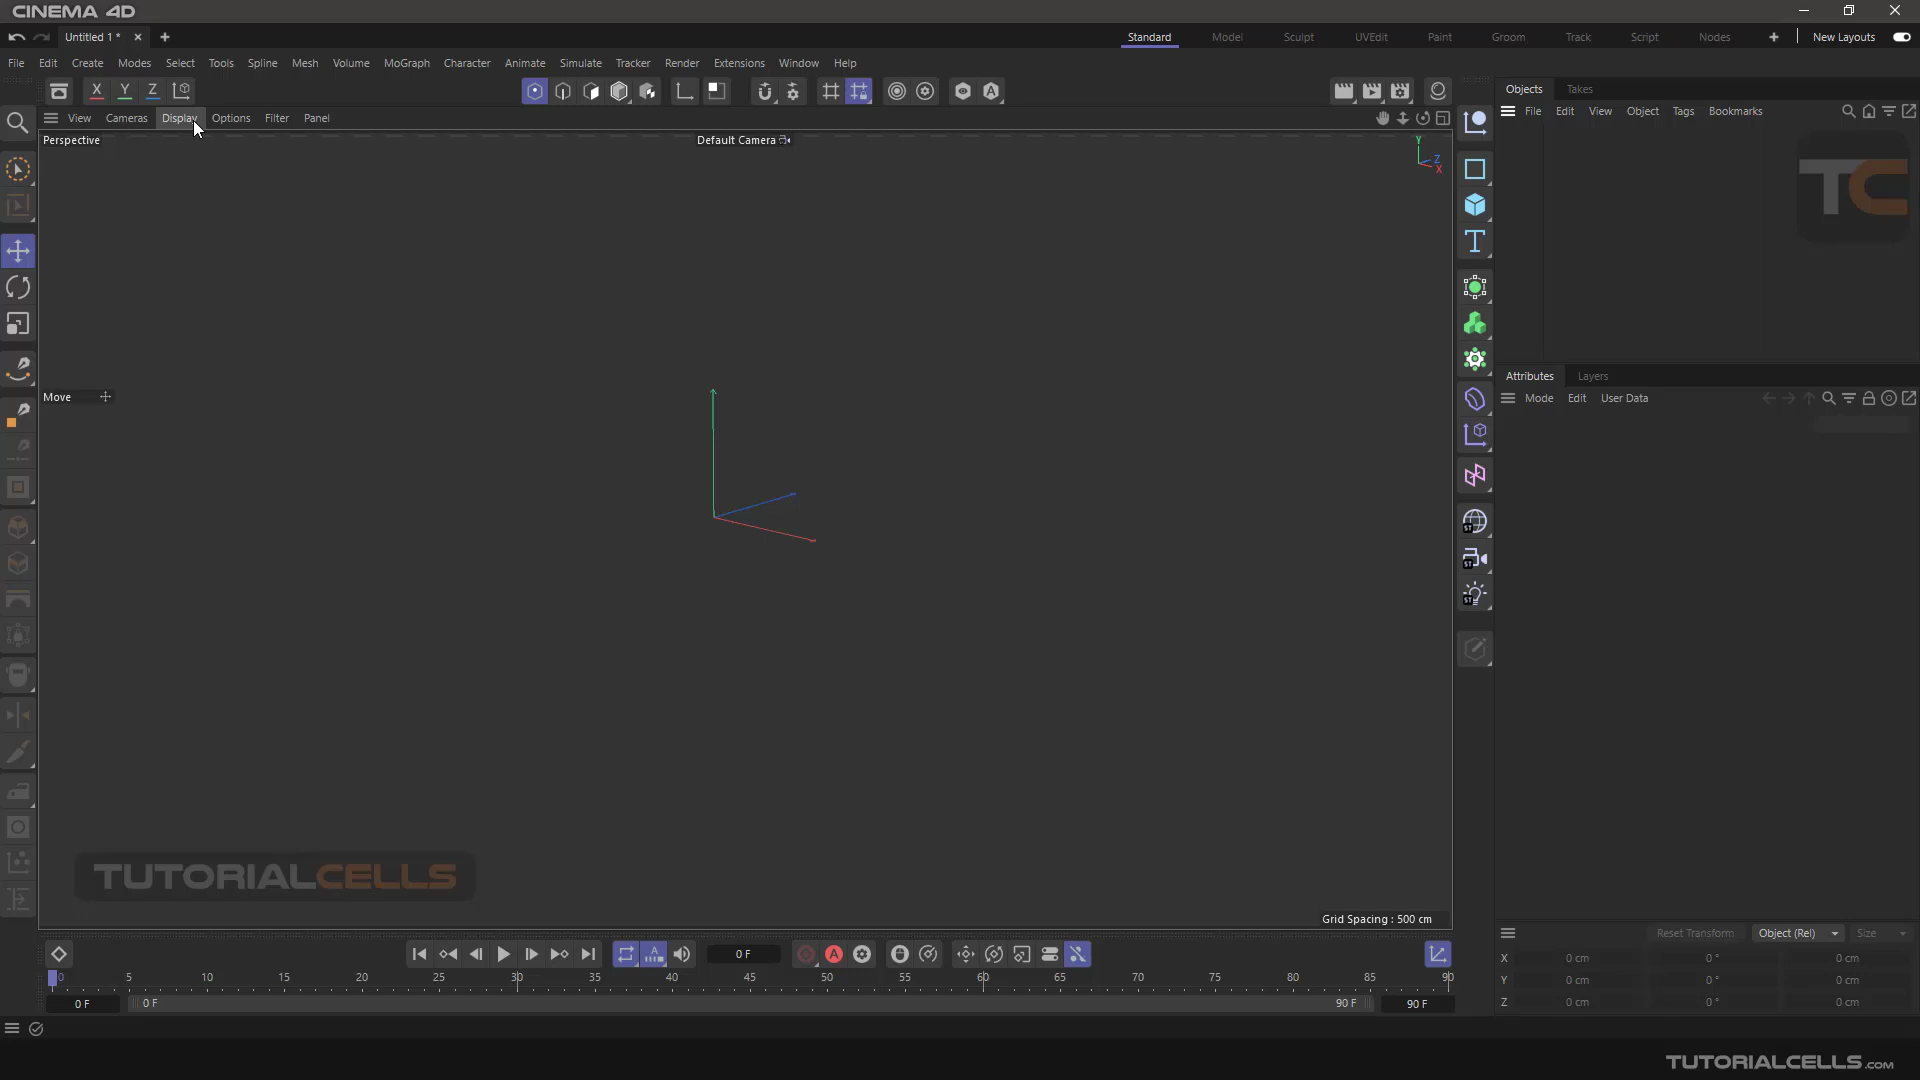 CINEMA 4D
Untitled 1 *
Standard Model Sculpt UVEdit Paint Groom Track Script Nodes New Layouts
File Edit Create Modes Select Tools Spline Mesh Volume MoGraph Character Animate Simulate Tracker Render Extensions Window Help
X Y Z
Objects Takes
View Cameras Display Options Filter Panel
File Edit View Object Tags Bookmarks
Perspective
Default Camera
Y
Z
X
TC
Attributes Layers
Move
Mode Edit User Data
ST
ST
ST
TUTORIALCELLS
Grid Spacing : 500 cm
Reset Transform Object (Rel) Size
0 F
X 0 cm 0 ° 0 cm
0 5 10 15 20 25 30 35 40 45 50 55 60 65 70 75 80 85 90
Y 0 cm 0 ° 0 cm
0 F 0 F 90 F 90 F
Z 0 cm 0 ° 0 cm
TUTORIALCELLS.COM